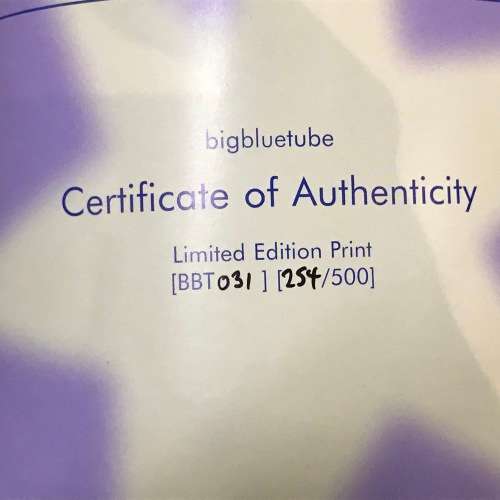 bigbluetube
Certificate of Authenticity
Limited Edition Print
[BBT031 ] [254/500]